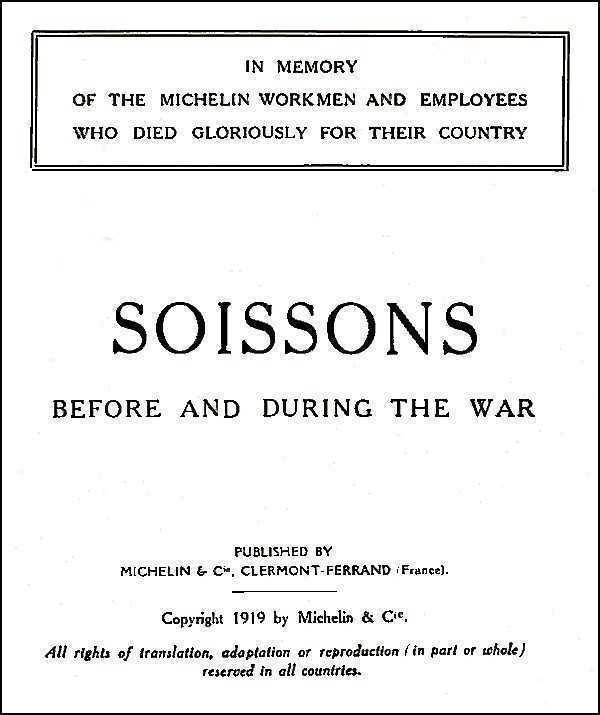 IN MEMORY
OF THE MICHELIN WORKMEN AND EMPLOYEES
WHO DIED GLORIOUSLY FOR THEIR COUNTRY
SOISSONS
BEFORE AND DURING THE WAR
PUBLISHED BY
MICHELIN & Cie, CLERMONT-FERRAND (France).
Copyright 1919 by Michelin & Cie.
All rights of translation, adaptation or reproduction (in part or whole)
reserved in all countries.